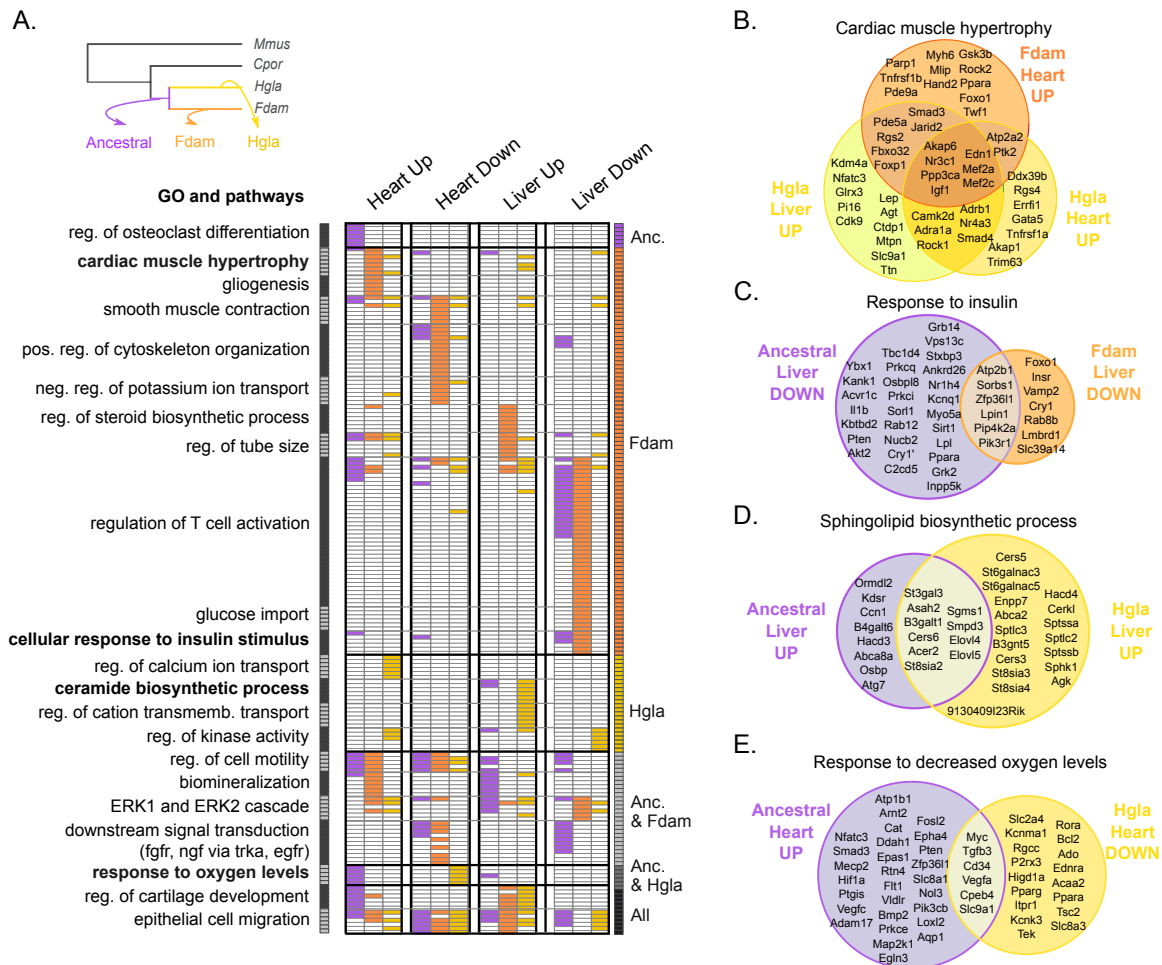 A.
Mmus
Cpor
Hgla
Fdam
Ancestral
Fdam
Hgla
GO and pathways
Heart Up
Heart Down
Liver Up
Liver Down
reg. of osteoclast differentiation
cardiac muscle hypertrophy
gliogenesis
smooth muscle contraction
pos. reg. of cytoskeleton organization
neg. reg. of potassium ion transport
reg. of steroid biosynthetic process
reg. of tube size
regulation of T cell activation
glucose import
cellular response to insulin stimulus
reg. of calcium ion transport
ceramide biosynthetic process
reg. of cation transmemb. transport
reg. of kinase activity
reg. of cell motility
biomineralization
ERK1 and ERK2 cascade
downstream signal transduction
(fgfr, ngf via trka, egfr)
response to oxygen levels
reg. of cartilage development
epithelial cell migration
Anc.
Fdam
Hgla
Anc.
& Fdam
Anc.
& Hgla
All
B.
Cardiac muscle hypertrophy
Fdam
Heart
UP
Parp1
Tnfrsf1b
Pde9a
Myh6
Mlip
Hand2
Gsk3b
Rock2
Ppara
Foxo1
Twf1
Smad3
Jarid2
Pde5a
Rgs2
Fbxo32
Foxp1
Akap6
Nr3c1
Ppp3ca
Igf1
Edn1
Mef2a
Mef2c
Atp2a2
Ptk2
Hgla
Liver
UP
Kdm4a
Nfatc3
Glrx3
Pi16
Cdk9
Lep
Agt
Ctdp1
Mtpn
Slc9a1
Ttn
Camk2d
Adra1a
Rock1
Adrb1
Nr4a3
Smad4
Ddx39b
Rgs4
Errfi1
Gata5
Tnfrsf1a
Akap1
Trim63
Hgla
Heart
UP
C.
Response to insulin
Ancestral
Liver
DOWN
Ybx1
Kank1
Acvr1c
Il1b
Kbtbd2
Pten
Akt2
Tbc1d4
Prkcq
Osbpl8
Prkci
Sorl1
Rab12
Nucb2
Cry1'
C2cd5
Grb14
Vps13c
Stxbp3
Ankrd26
Nr1h4
Kcnq1
Myo5a
Sirt1
Lpl
Ppara
Grk2
Inpp5k
Atp2b1
Sorbs1
Zfp36l1
Lpin1
Pip4k2a
Pik3r1
Foxo1
Insr
Vamp2
Cry1
Rab8b
Lmbrd1
Slc39a14
Fdam
Liver
DOWN
D.
Sphingolipid biosynthetic process
Ancestral
Liver
UP
Ormdl2
Kdsr
Ccn1
B4galt6
Hacd3
Abca8a
Osbp
Atg7
St3gal3
Asah2
B3galt1
Cers6
Acer2
St8sia2
Sgms1
Smpd3
Elovl4
Elovl5
Cers5
St6galnac3
St6galnac5
Enpp7
Abca2
Sptlc3
B3gnt5
Cers3
St8sia3
St8sia4
9130409I23Rik
Hacd4
Cerkl
Sptssa
Sptlc2
Sptssb
Sphk1
Agk
Hgla
Liver
UP
E.
Response to decreased oxygen levels
Ancestral
Heart
UP
Nfatc3
Smad3
Mecp2
Hif1a
Ptgis
Vegfc
Adam17
Atp1b1
Arnt2
Cat
Ddah1
Epas1
Rtn4
Flt1
Vldlr
Bmp2
Prkce
Map2k1
Egln3
Fosl2
Epha4
Pten
Zfp36l1
Slc8a1
Nol3
Pik3cb
Loxl2
Aqp1
Myc
Tgfb3
Cd34
Vegfa
Cpeb4
Slc9a1
Slc2a4
Kcnma1
Rgcc
P2rx3
Higd1a
Pparg
Itpr1
Kcnk3
Tek
Rora
Bcl2
Ado
Ednra
Acaa2
Ppara
Tsc2
Slc8a3
Hgla
Heart
DOWN